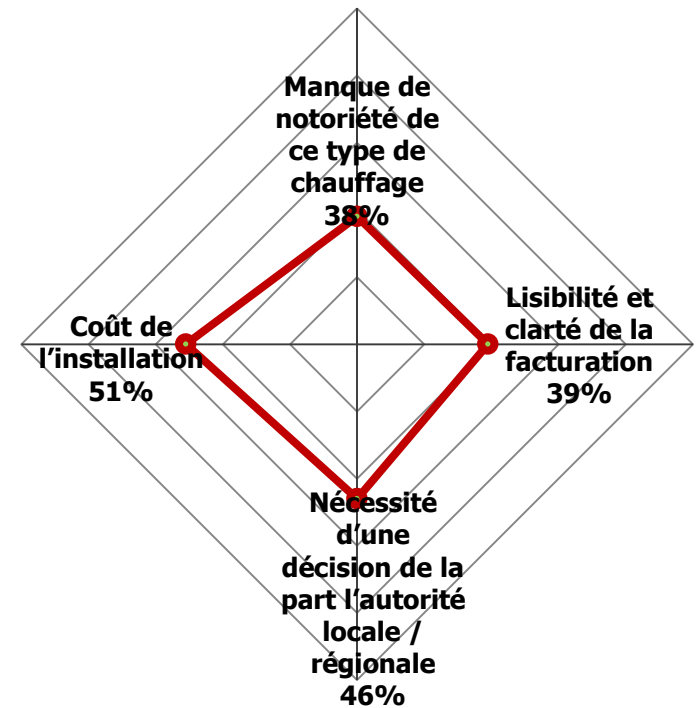 Manque de
notoriété de
ce type de
chauffage
38%
Lisibilité et
clarté de la
facturation
39%
Coût de
l’installation
51%
Nécessité
d’une
décision de la
part l’autorité
locale /
régionale
46%